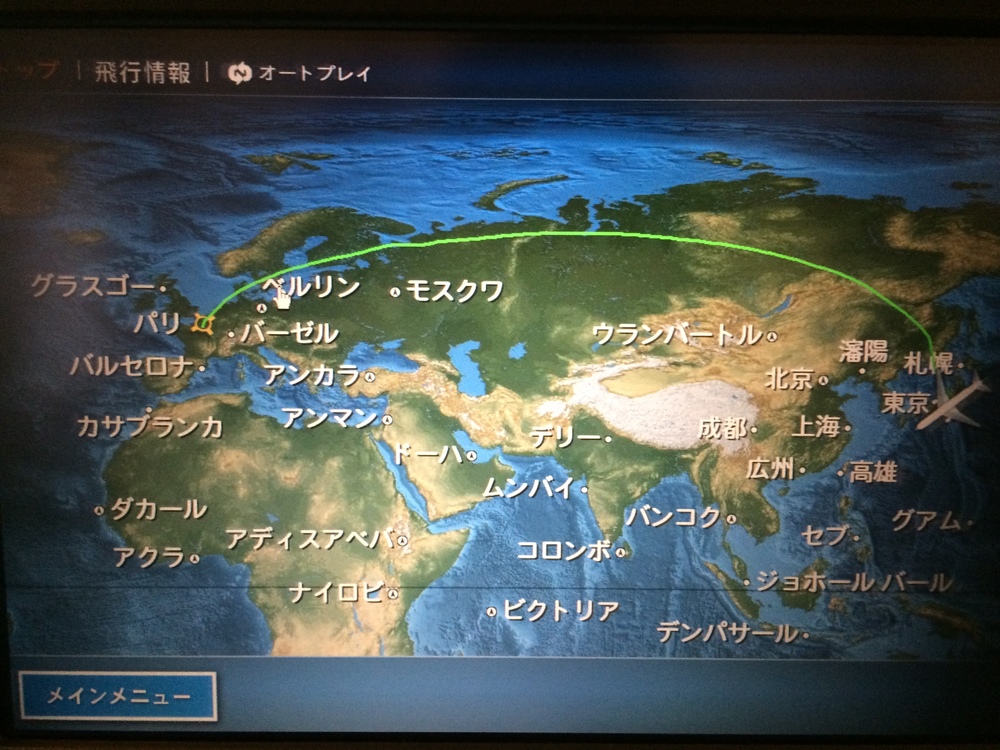 トップ | 飛行情報 | オートプレイ
グラスゴー
ベルリン
モスクワ
パリ
バーゼル
ウランバートル
瀋陽
札幌
バルセロナ
アンカラ
北京
東京
カサブランカ
アンマン
デリー
成都
上海
ドーハ
広州
高雄
ムンバイ
ダカール
バンコク
グアム
アディスアベバ
セブ
アクラ
コロンボ
ナイロビ
ジョホール バール
ビクトリア
デンパサール
メインメニュー